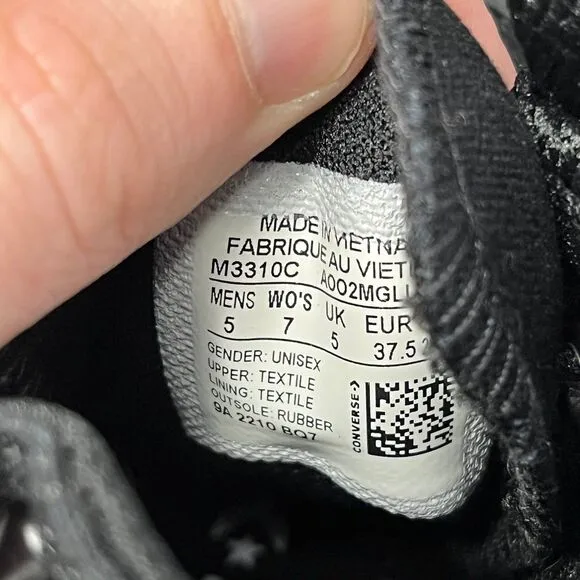 MADE IN VIETNA
FABRIQUE AU VIET
M3310C A002MGLL
MENS WO'S UK EUR
5 7 5 37.5
GENDER: UNISEX
UPPER: TEXTILE
LINING: TEXTILE
OUTSOLE: RUBBER
9A 2210 BQ7
CONVERSE